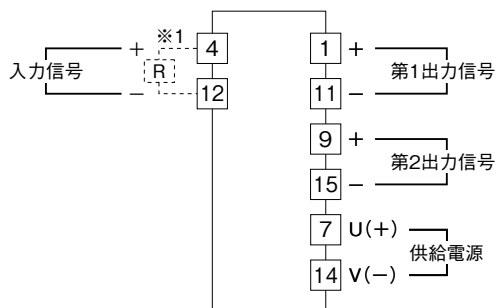 ※1
+ 4 1 +
入力信号 R 第1出力信号
− 12 11 −
9 +
第2出力信号
15 −
7 U(+)
供給電源
14 V(−)